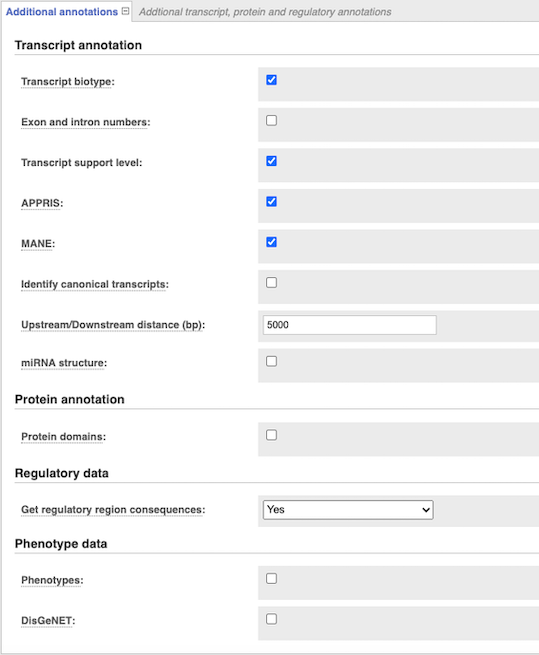 Additional annotations Addtional transcript, protein and regulatory annotations
Transcript annotation
Transcript biotype:
Exon and intron numbers:
Transcript support level:
APPRIS:
MANE:
Identify canonical transcripts:
Upstream/Downstream distance (bp): 5000
miRNA structure:
Protein annotation
Protein domains:
Regulatory data
Get regulatory region consequences: Yes
Phenotype data
Phenotypes:
DisGeNET: